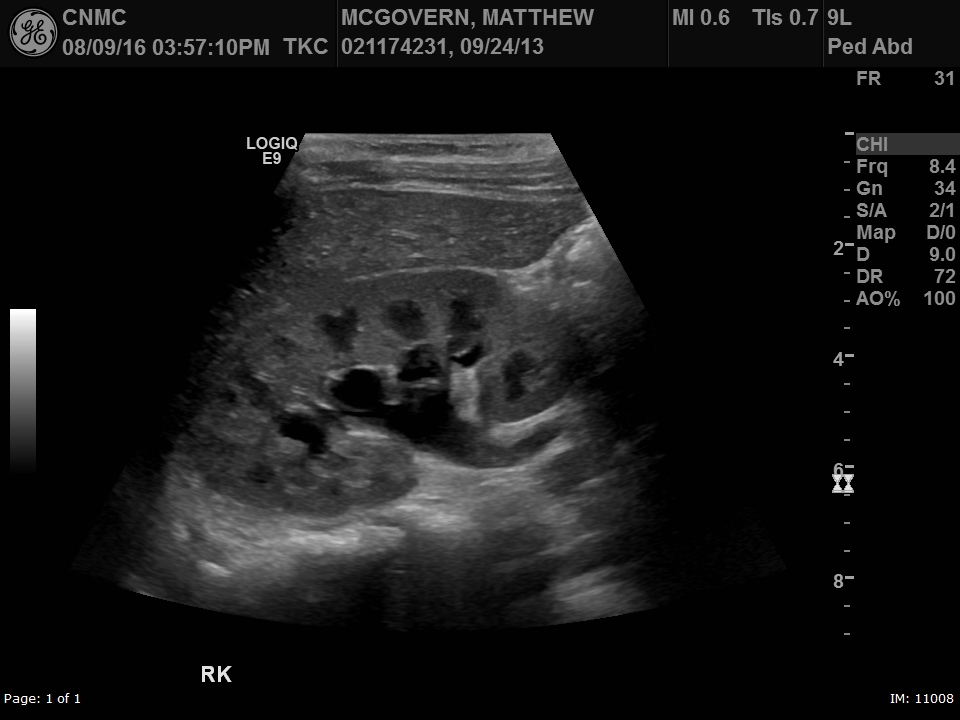 CNMC
08/09/16 03:57:10PM TKC
MCGOVERN, MATTHEW
021174231, 09/24/13
MI 0.6 TIs 0.7
9L
Ped Abd
FR 31
LOGIQ
E9
CHI
Frq 8.4
Gn 34
S/A 2/1
Map D/0
D 9.0
DR 72
AO% 100
2
4
6
8
RK
Page: 1 of 1
IM: 11008